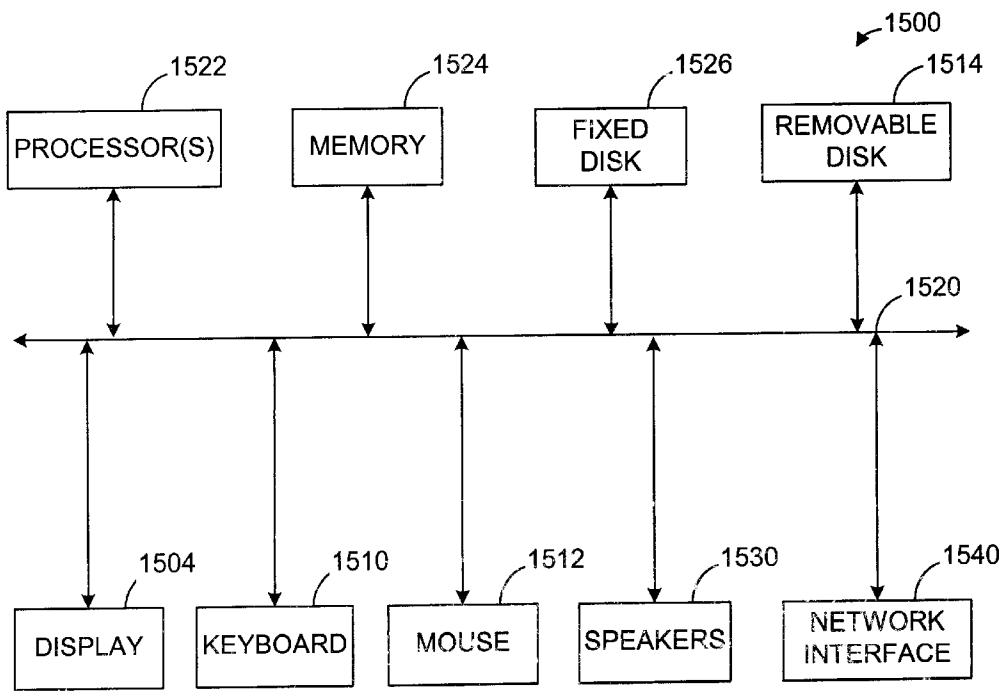 1500
1522
1524
1526
1514
PROCESSOR(S)
MEMORY
FIXED
DISK
REMOVABLE
DISK
1520
1504
1510
1512
1530
1540
DISPLAY
KEYBOARD
MOUSE
SPEAKERS
NETWORK
INTERFACE